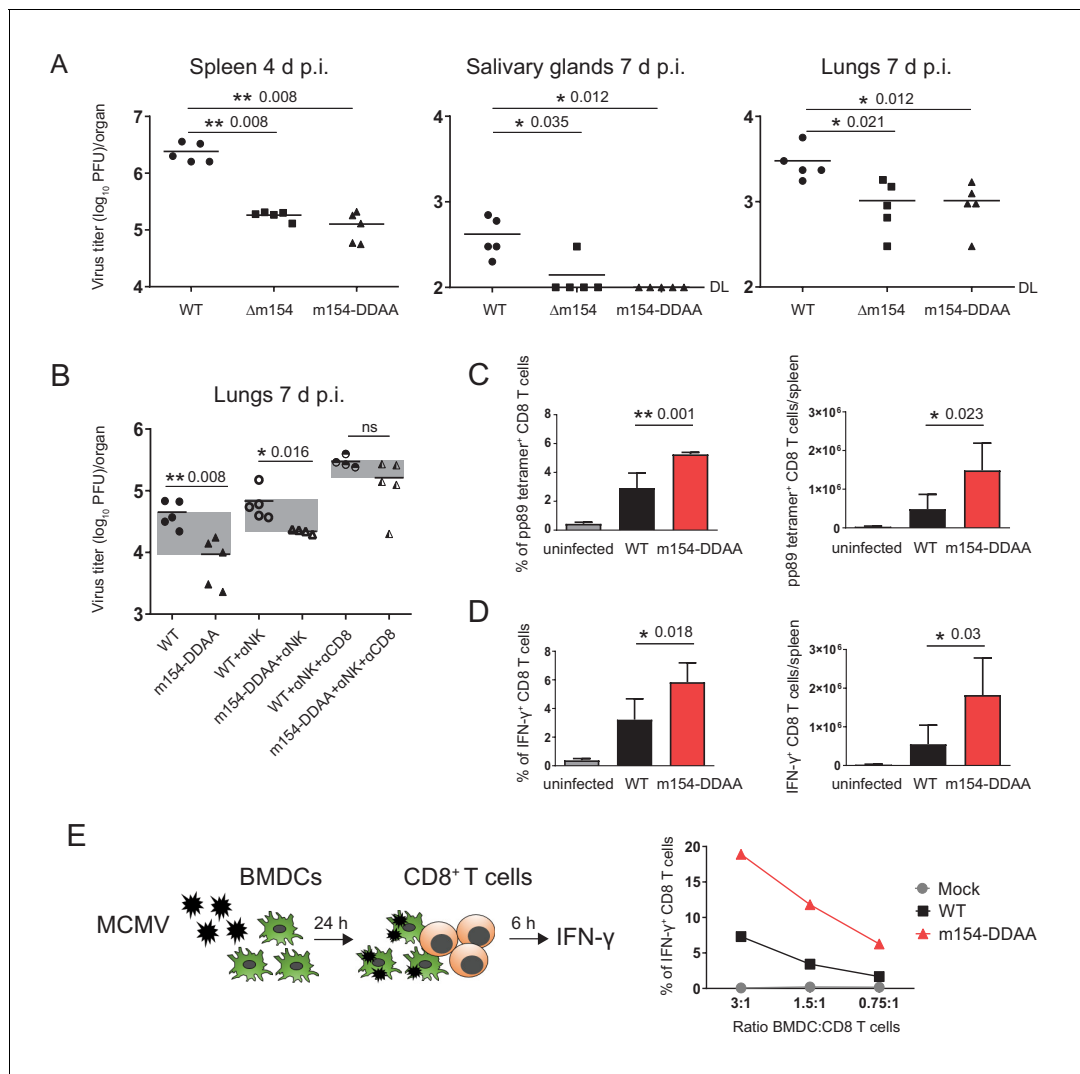 A
Spleen 4 d p.i.
Salivary glands 7 d p.i.
Lungs 7 d p.i.
Virus titer (log10 PFU)/organ
7
6
5
4
** 0.008
** 0.008
WT
Δm154
m154-DDAA
4
3
2
* 0.012
* 0.035
DL
WT
Δm154
m154-DDAA
4
3
2
* 0.012
* 0.021
DL
WT
Δm154
m154-DDAA
B
Lungs 7 d p.i.
Virus titer (log10 PFU)/organ
6
5
4
3
** 0.008
* 0.016
ns
WT
m154-DDAA
WT+αNK
m154-DDAA+αNK
WT+αNK+αCD8
m154-DDAA+αNK+αCD8
C
% of pp89 tetramer+ CD8 T cells
8
6
4
2
0
** 0.001
uninfected
WT
m154-DDAA
pp89 tetramer+ CD8 T cells/spleen
3×10^6
2×10^6
1×10^6
0
* 0.023
uninfected
WT
m154-DDAA
D
% of IFN-γ+ CD8 T cells
8
6
4
2
0
* 0.018
uninfected
WT
m154-DDAA
IFN-γ+ CD8 T cells/spleen
3×10^6
2×10^6
1×10^6
0
* 0.03
uninfected
WT
m154-DDAA
E
MCMV
BMDCs
24 h
CD8+ T cells
6 h
IFN-γ
% of IFN-γ+ CD8 T cells
20
15
10
5
0
3:1
1.5:1
0.75:1
Ratio BMDC:CD8 T cells
Mock
WT
m154-DDAA